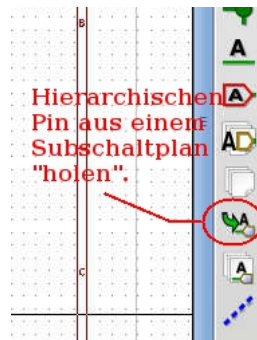 B
A
A
Hierarchischen
Pin aus einem
Subschaltplan
"holen".
A
A
C
A